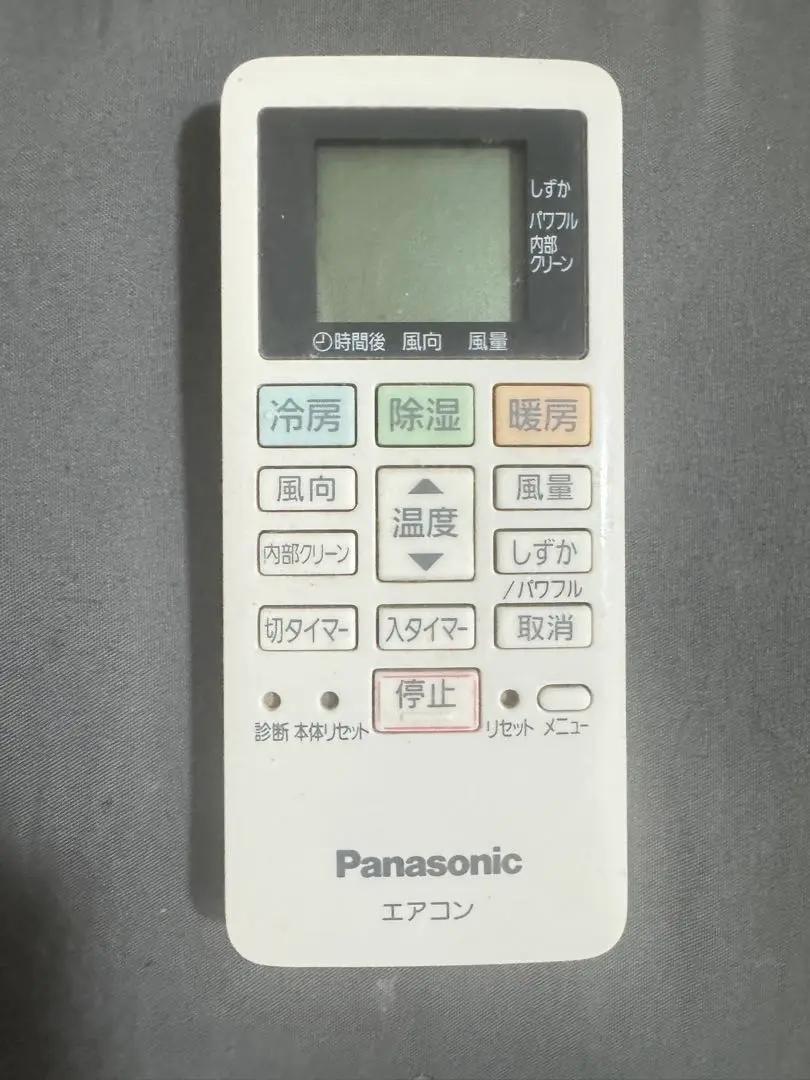 しずか
パワフル
内部
クリーン
時間後 風向 風量
冷房 除湿 暖房
風向 温度 風量
内部クリーン しずか
/パワフル
切タイマー 入タイマー 取消
停止
診断 本体リセット リセット メニュー
Panasonic
エアコン